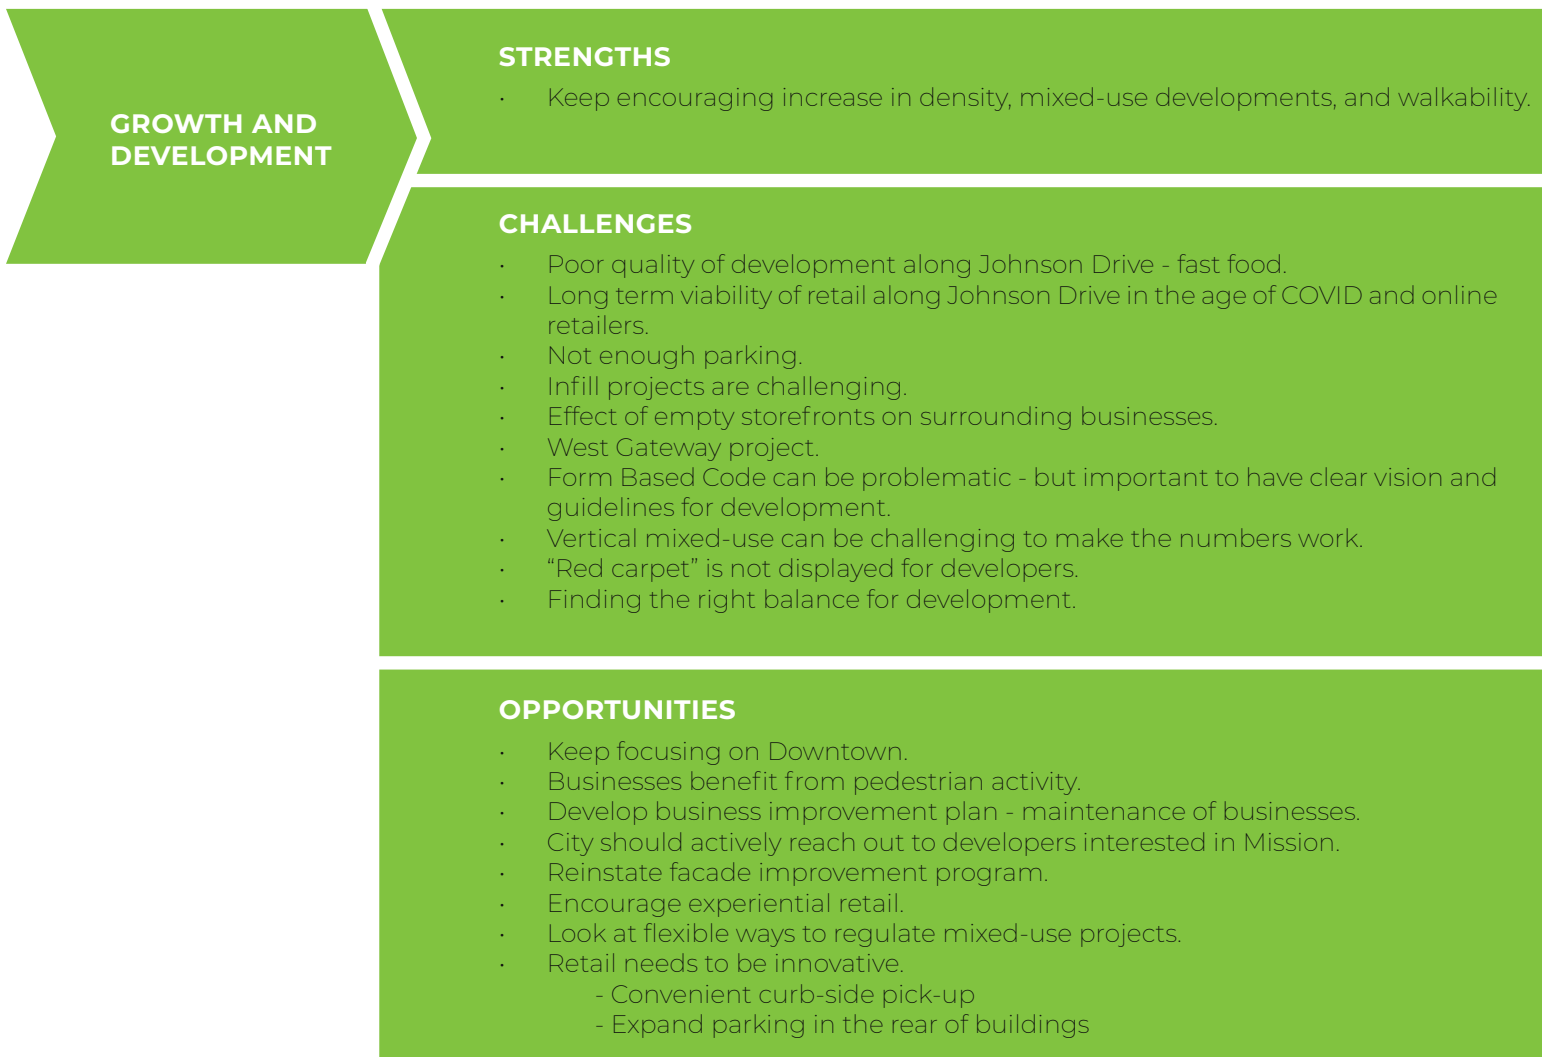 GROWTH AND
DEVELOPMENT
STRENGTHS
· Keep encouraging increase in density, mixed-use developments, and walkability.
CHALLENGES
· Poor quality of development along Johnson Drive - fast food.
· Long term viability of retail along Johnson Drive in the age of COVID and online
retailers.
· Not enough parking.
· Infill projects are challenging.
· Effect of empty storefronts on surrounding businesses.
· West Gateway project.
· Form Based Code can be problematic - but important to have clear vision and
guidelines for development.
· Vertical mixed-use can be challenging to make the numbers work.
· “Red carpet” is not displayed for developers.
· Finding the right balance for development.
OPPORTUNITIES
· Keep focusing on Downtown.
· Businesses benefit from pedestrian activity.
· Develop business improvement plan - maintenance of businesses.
· City should actively reach out to developers interested in Mission.
· Reinstate facade improvement program.
· Encourage experiential retail.
· Look at flexible ways to regulate mixed-use projects.
· Retail needs to be innovative.
- Convenient curb-side pick-up
- Expand parking in the rear of buildings